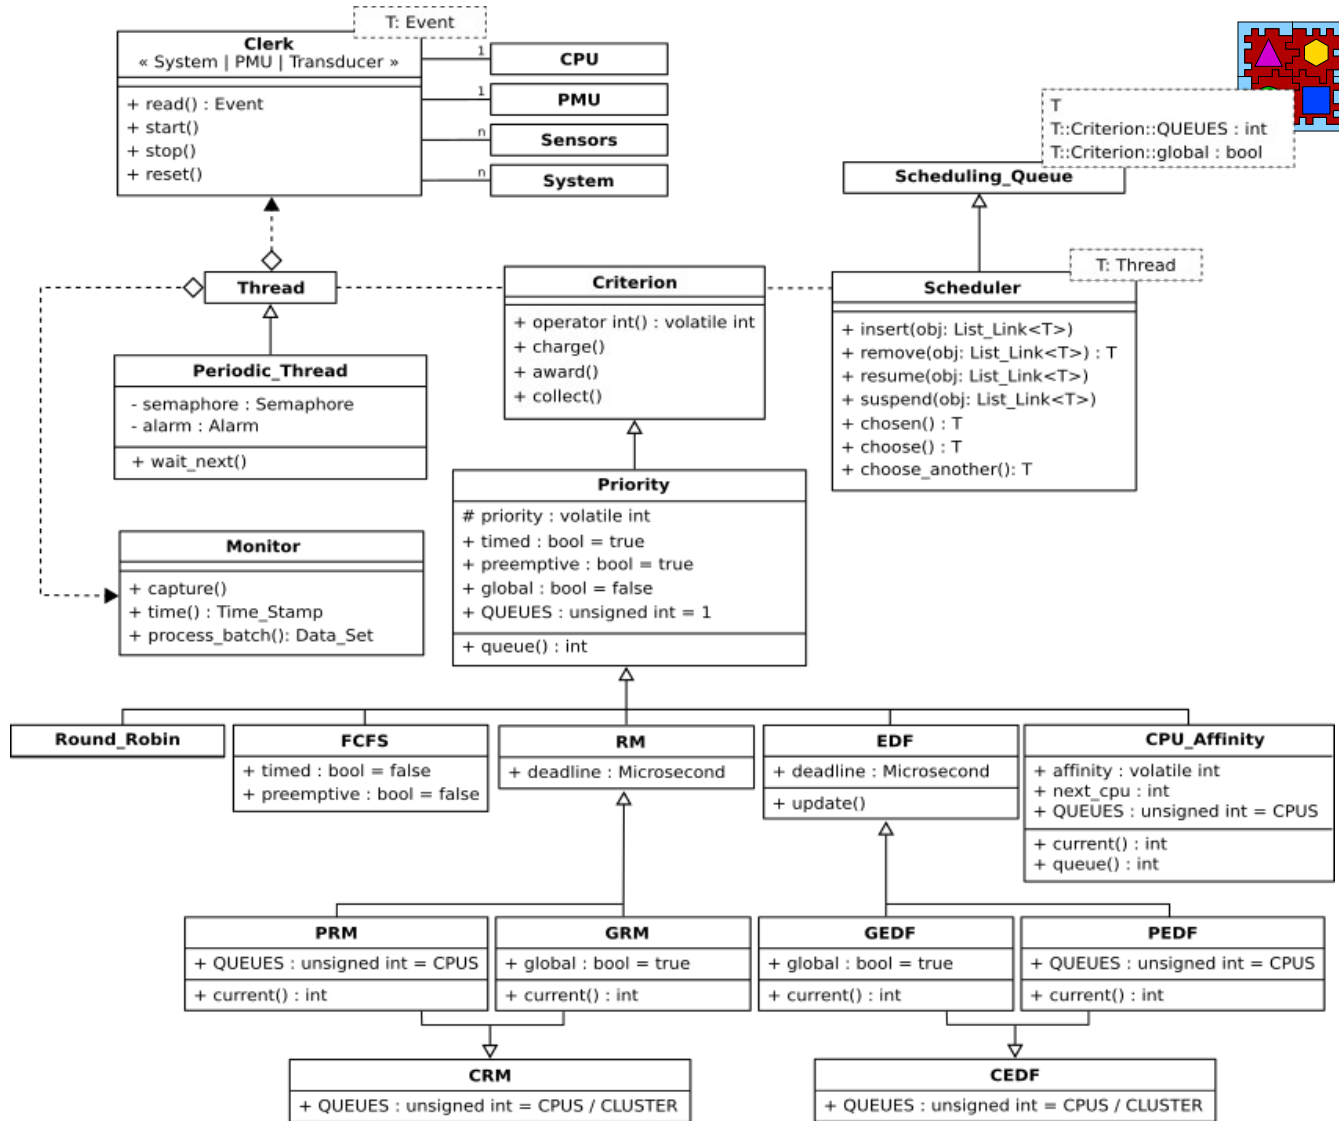 T: Event
Clerk
« System | PMU | Transducer »
+ read() : Event
+ start()
+ stop()
+ reset()
1
CPU
1
PMU
n
Sensors
n
System
T
T::Criterion::QUEUES : int
T::Criterion::global : bool
Scheduling_Queue
Thread
Criterion
+ operator int() : volatile int
+ charge()
+ award()
+ collect()
T: Thread
Scheduler
+ insert(obj: List_Link<T>)
+ remove(obj: List_Link<T>) : T
+ resume(obj: List_Link<T>)
+ suspend(obj: List_Link<T>)
+ chosen() : T
+ choose() : T
+ choose_another(): T
Periodic_Thread
- semaphore : Semaphore
- alarm : Alarm
+ wait_next()
Priority
# priority : volatile int
+ timed : bool = true
+ preemptive : bool = true
+ global : bool = false
+ QUEUES : unsigned int = 1
+ queue() : int
Monitor
+ capture()
+ time() : Time_Stamp
+ process_batch(): Data_Set
Round_Robin
FCFS
+ timed : bool = false
+ preemptive : bool = false
RM
+ deadline : Microsecond
EDF
+ deadline : Microsecond
+ update()
CPU_Affinity
+ affinity : volatile int
+ next_cpu : int
+ QUEUES : unsigned int = CPUS
+ current() : int
+ queue() : int
PRM
+ QUEUES : unsigned int = CPUS
+ current() : int
GRM
+ global : bool = true
+ current() : int
GEDF
+ global : bool = true
+ current() : int
PEDF
+ QUEUES : unsigned int = CPUS
+ current() : int
CRM
+ QUEUES : unsigned int = CPUS / CLUSTER
CEDF
+ QUEUES : unsigned int = CPUS / CLUSTER